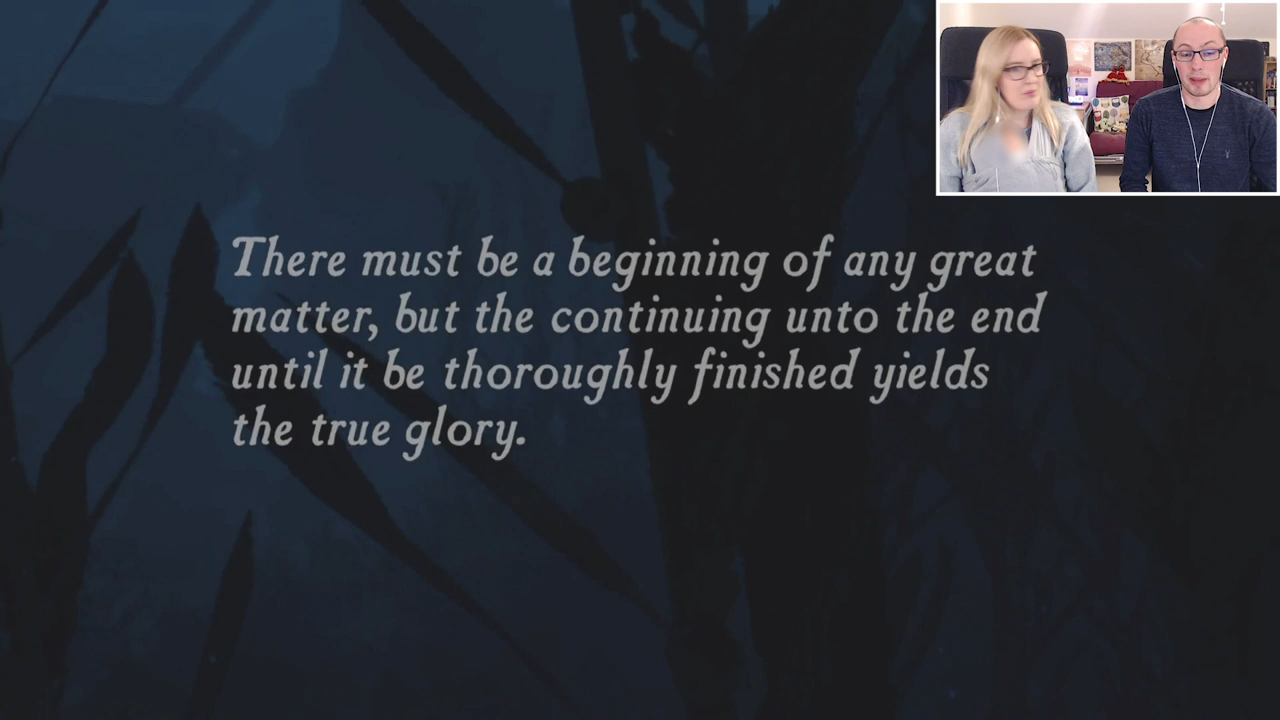 There must be a beginning of any great
matter, but the continuing unto the end
until it be thoroughly finished yields
the true glory.